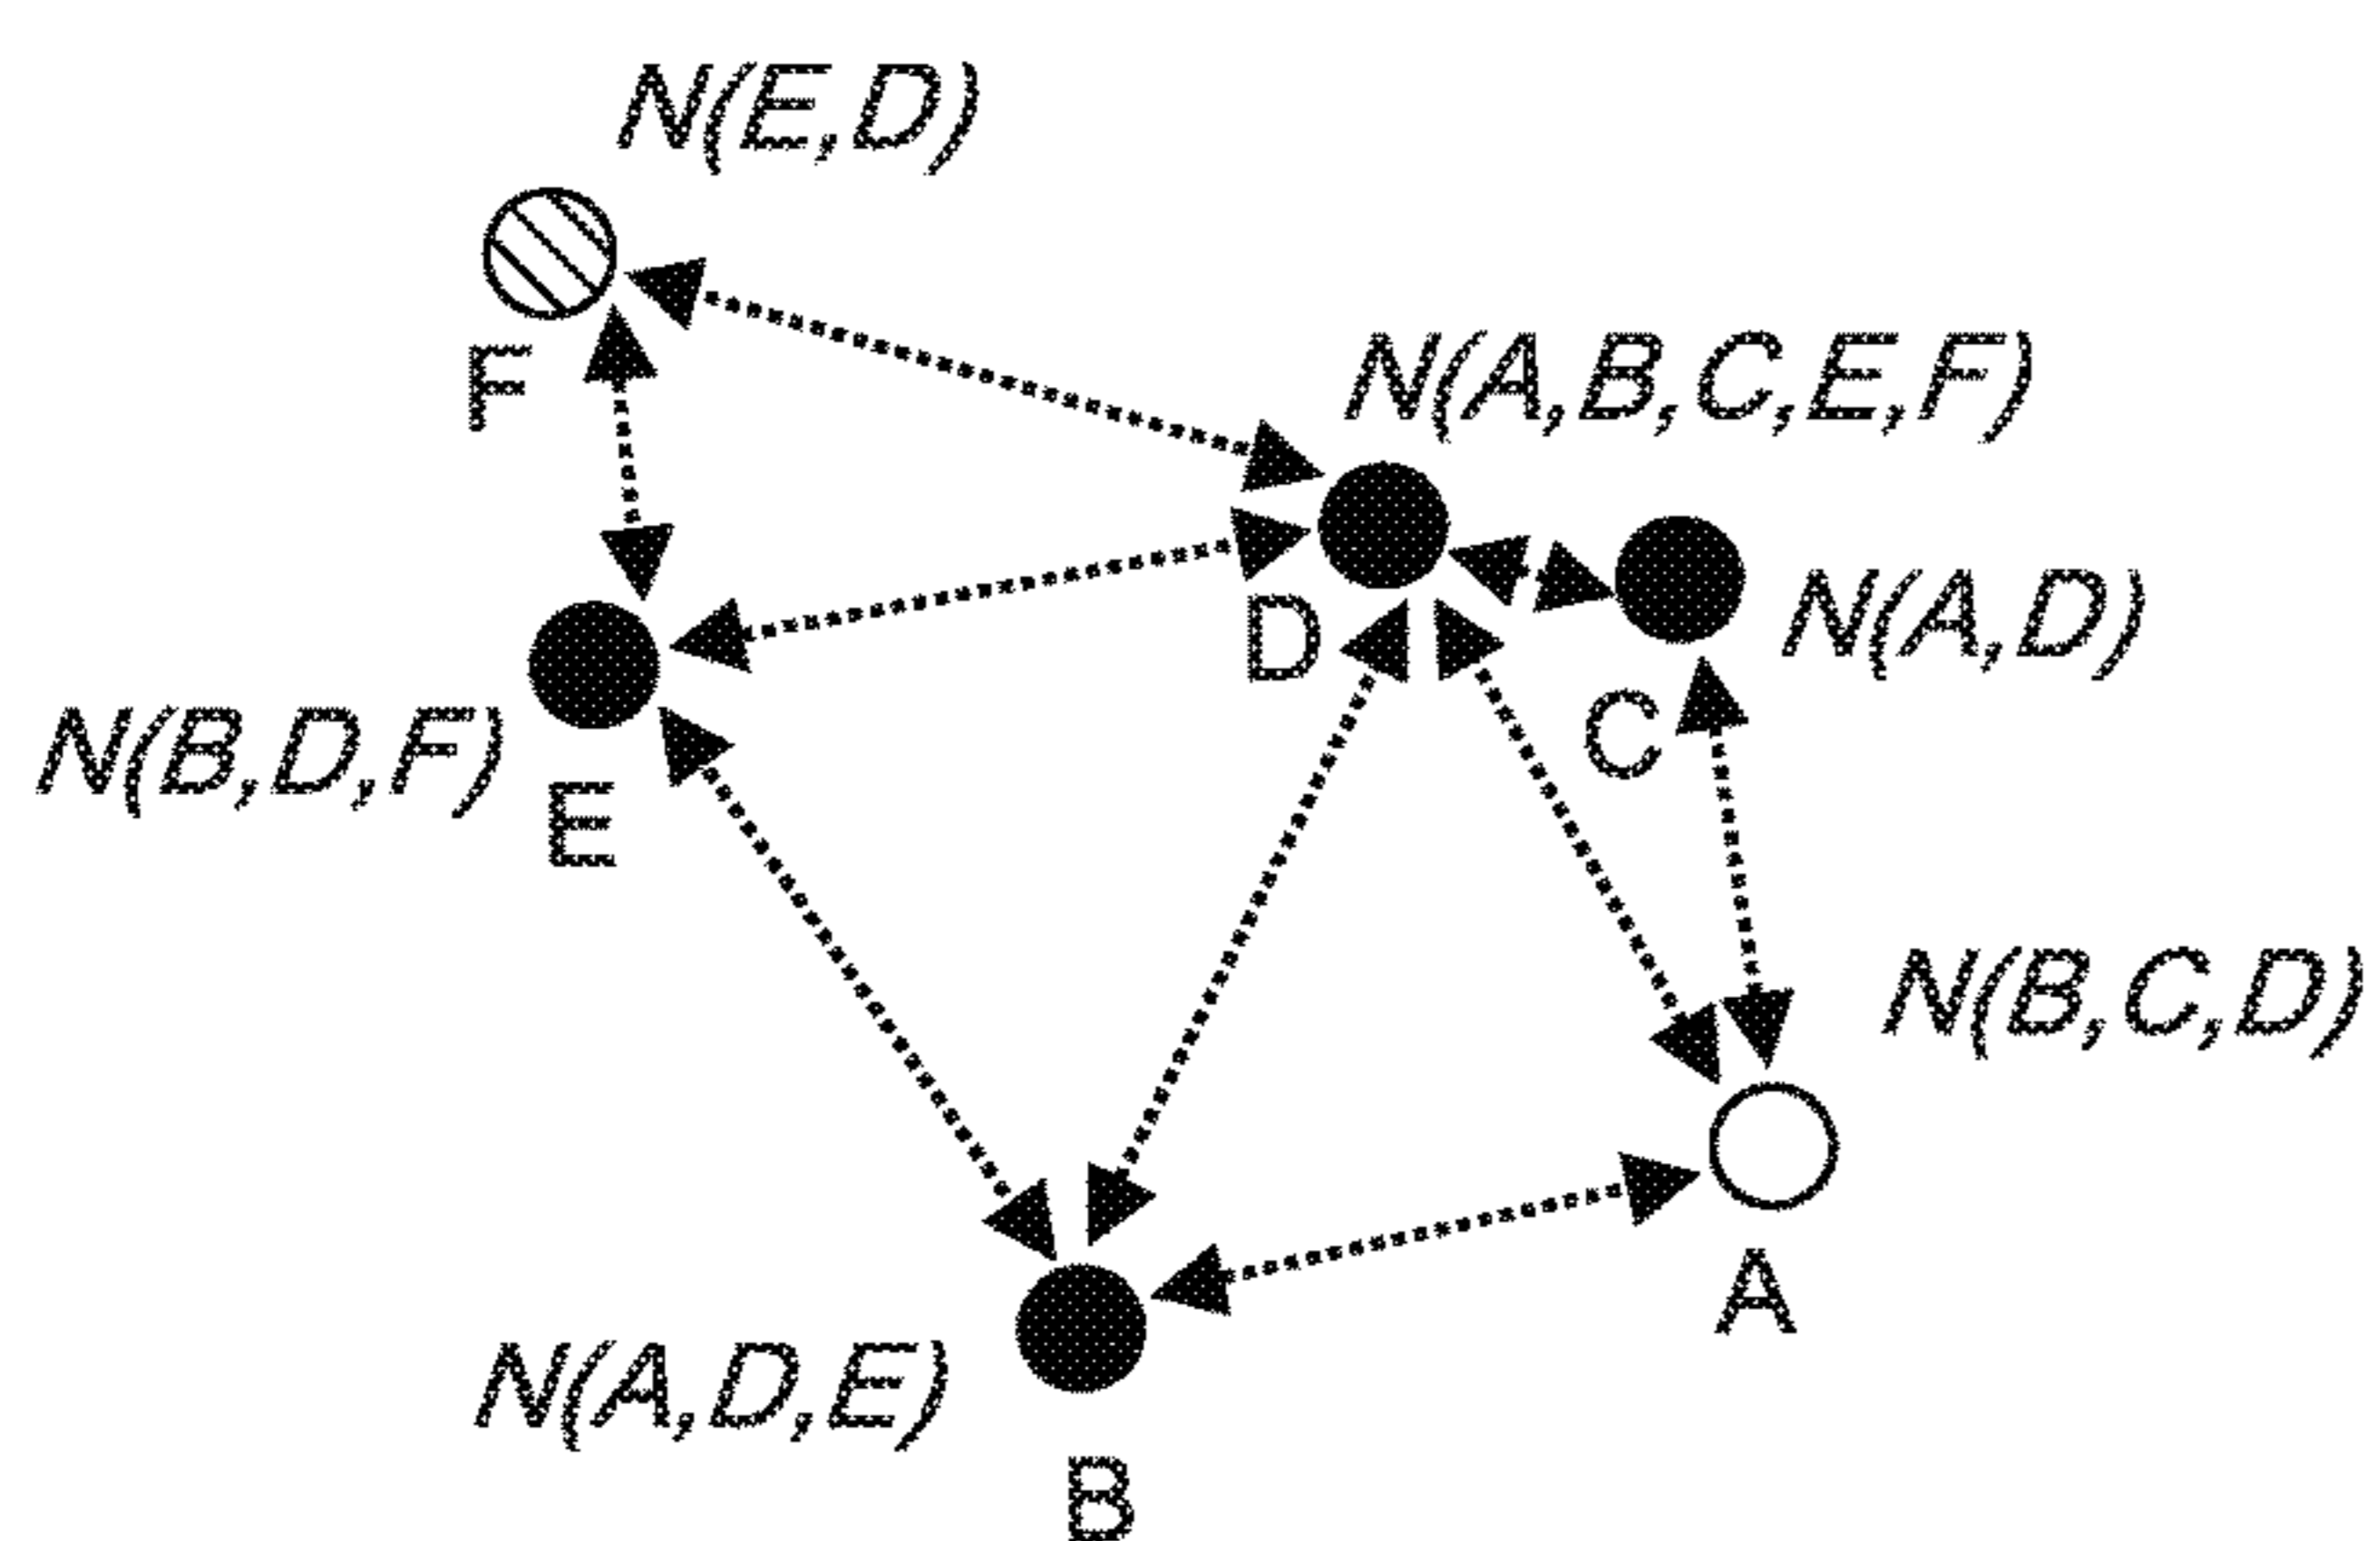 N(E,D)
F
N(A,B,C,E,F)
D
N(A,D)
C
N(B,D,F)
E
N(B,C,D)
A
N(A,D,E)
B